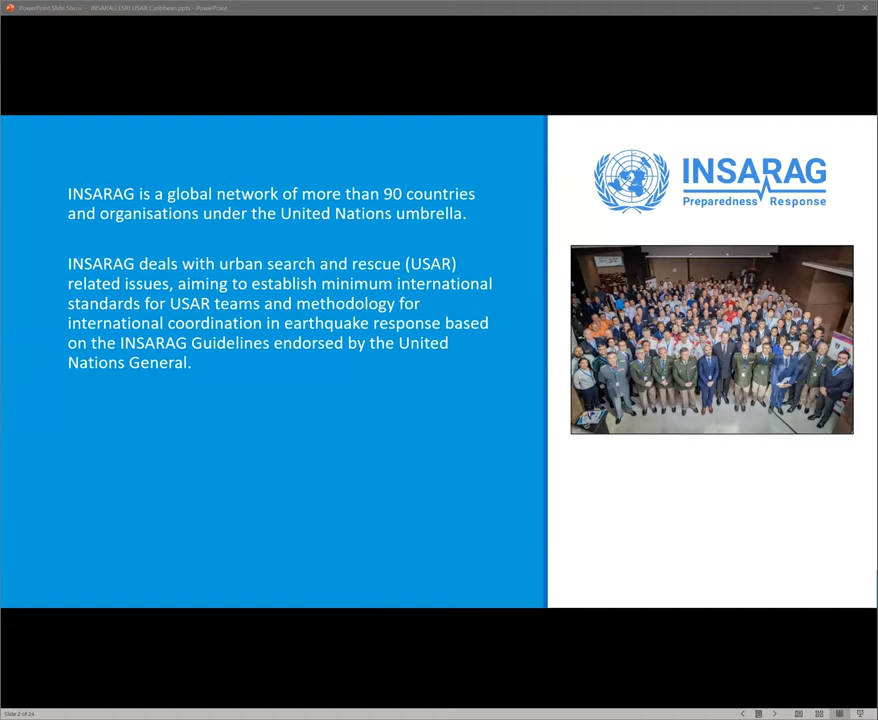 PowerPoint Slide Show - INSARAG ESRI USAR Caribbean.ppts - PowerPoint
INSARAG is a global network of more than 90 countries
and organisations under the United Nations umbrella.
INSARAG deals with urban search and rescue (USAR)
related issues, aiming to establish minimum international
standards for USAR teams and methodology for
international coordination in earthquake response based
on the INSARAG Guidelines endorsed by the United
Nations General.
INSARAG
Preparedness Response
Slide 2 of 24